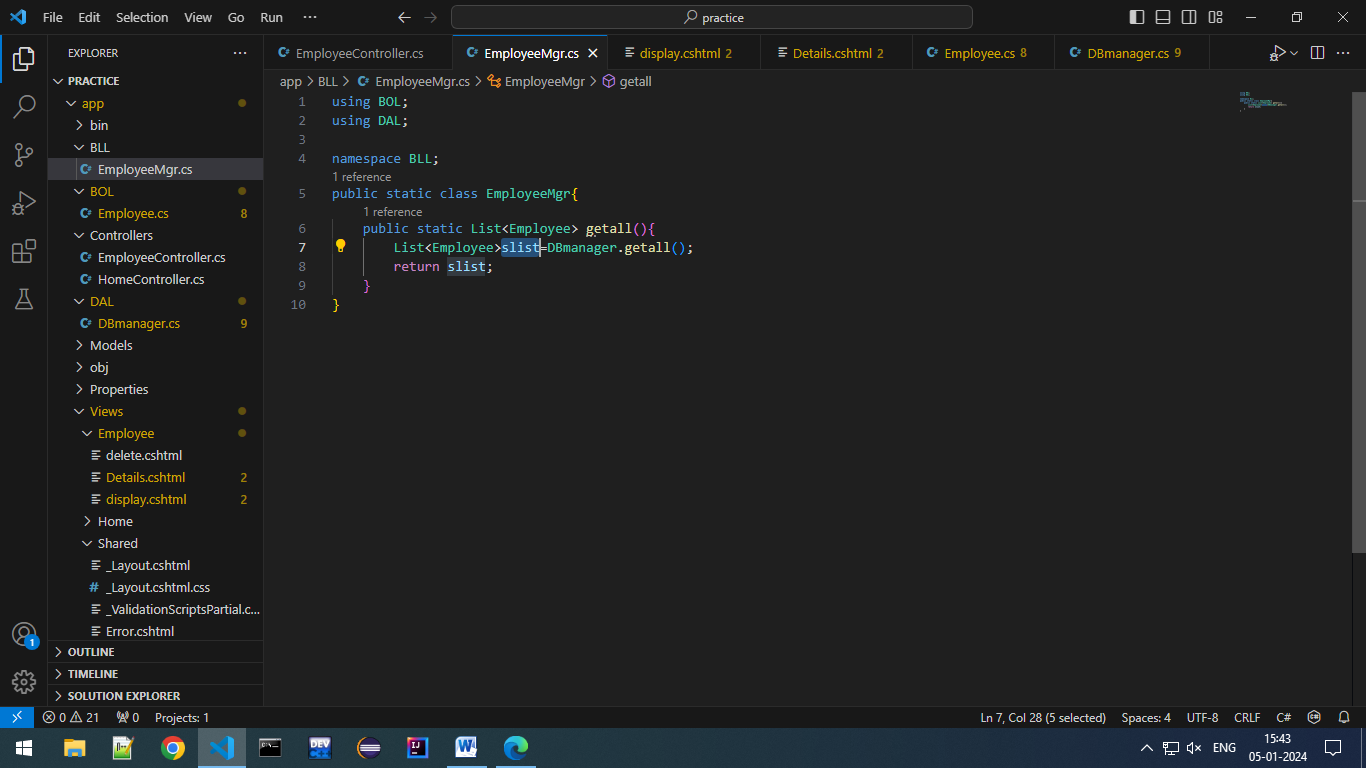 File Edit Selection View Go Run ··· practice
EXPLORER ···
PRACTICE
app
bin
BLL
EmployeeMgr.cs
BOL
Employee.cs 8
Controllers
EmployeeController.cs
HomeController.cs
DAL
DBmanager.cs 9
Models
obj
Properties
Views
Employee
delete.cshtml
Details.cshtml 2
display.cshtml 2
Home
Shared
_Layout.cshtml
# _Layout.cshtml.css
_ValidationScriptsPartial.c...
Error.cshtml
OUTLINE
TIMELINE
SOLUTION EXPLORER
1
EmployeeController.cs EmployeeMgr.cs display.cshtml 2 Details.cshtml 2 Employee.cs 8 DBmanager.cs 9
app > BLL > EmployeeMgr.cs > EmployeeMgr > getall
1 using BOL;
2 using DAL;
3
4 namespace BLL;
1 reference
5 public static class EmployeeMgr{
1 reference
6 public static List<Employee> getall(){
7 List<Employee>slist=DBmanager.getall();
8 return slist;
9 }
10 }
0 21 0 Projects: 1 Ln 7, Col 28 (5 selected) Spaces: 4 UTF-8 CRLF C#
DEV IJ W ENG 15:43
05-01-2024